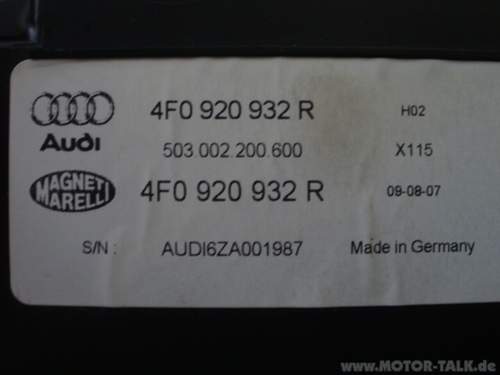 4F0 920 932 R H02
Audi 503.002.200.600 X115
MAGNETI MARELLI 4F0 920 932 R 09-08-07
S/N : AUDI6ZA001987 Made in Germany
www.MOTOR-TALK.de